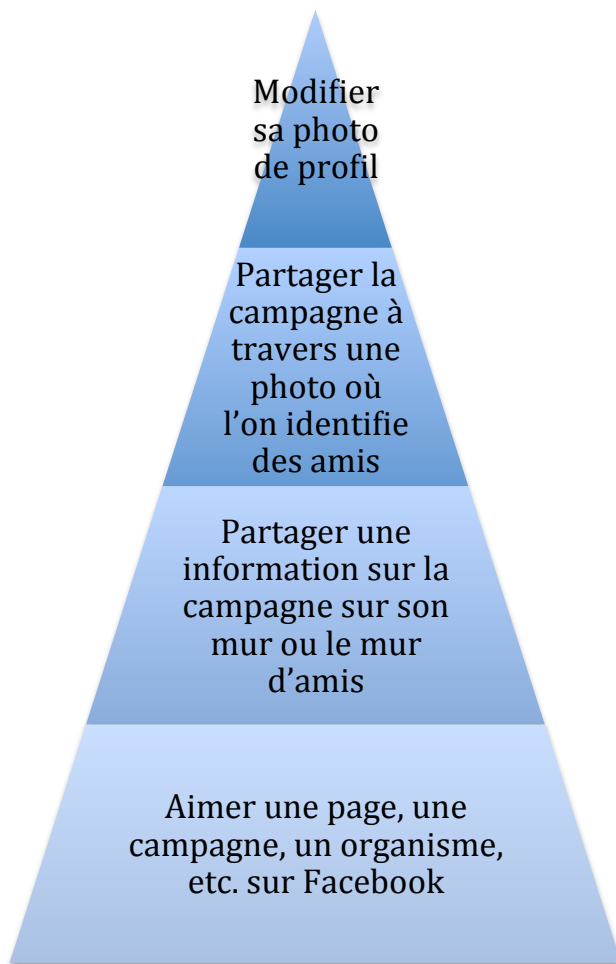 Modifier
sa photo
de profil
Partager la
campagne à
travers une
photo où
l’on identifie
des amis
Partager une
information sur la
campagne sur son
mur ou le mur
d’amis
Aimer une page, une
campagne, un organisme,
etc. sur Facebook